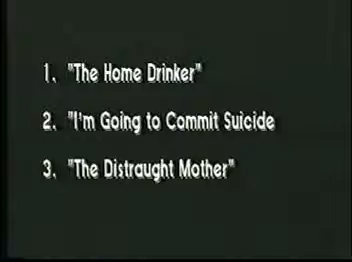 1. "The Home Drinker"
2. "I'm Going to Commit Suicide
3. "The Distraught Mother"